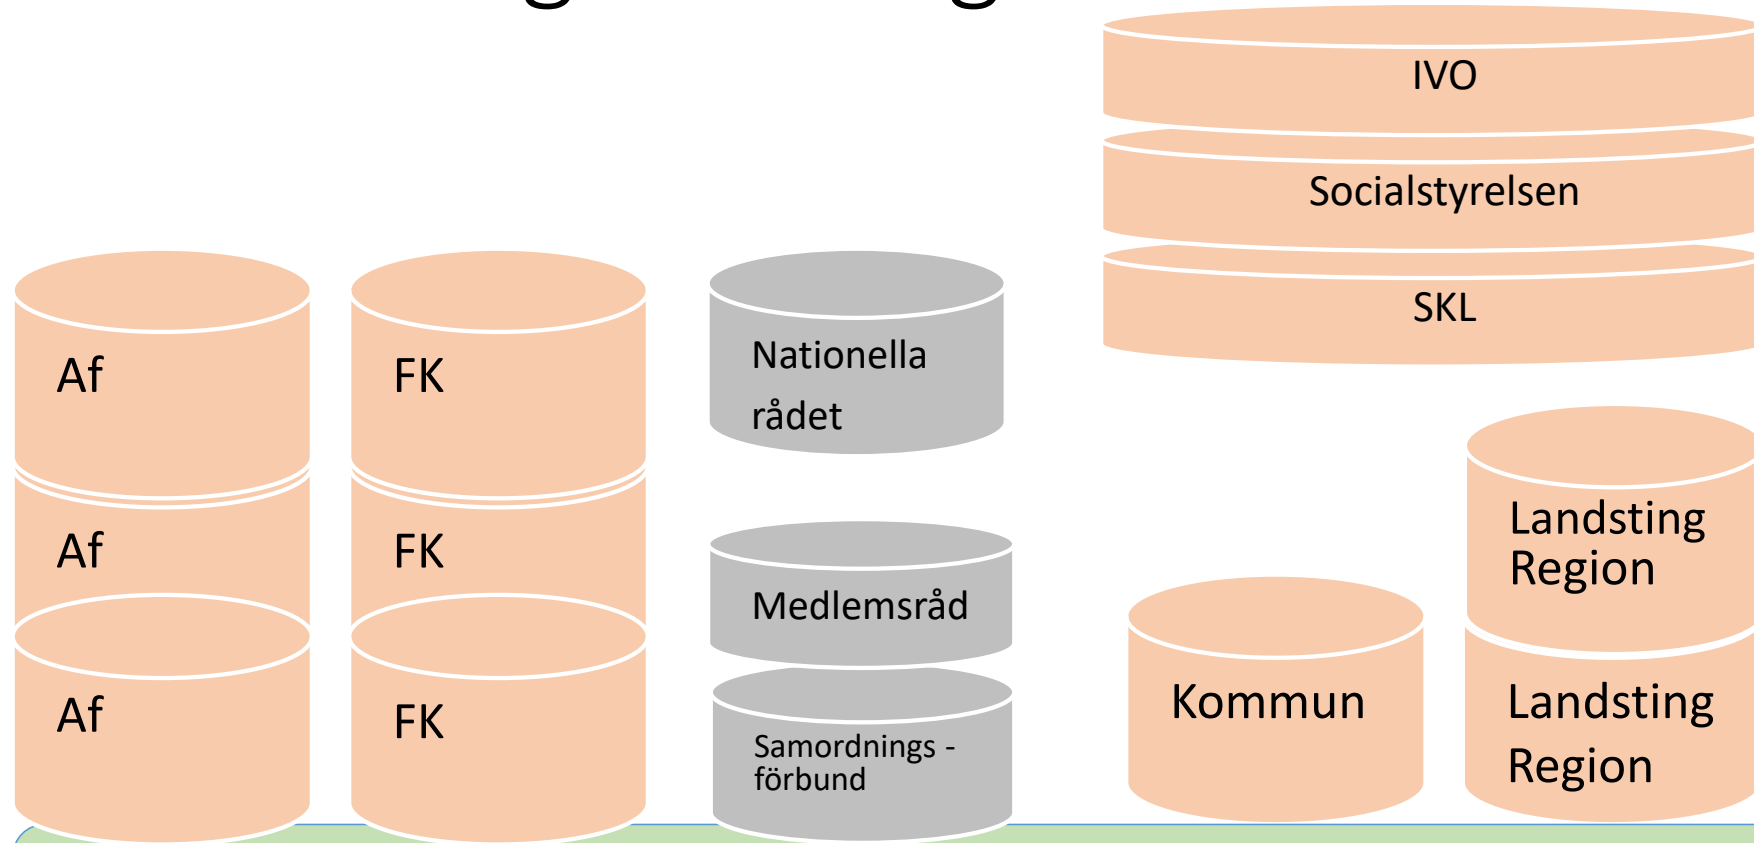 IVO
Socialstyrelsen
SKL
Af
FK
Nationella
rådet
Af
FK
Medlemsråd
Landsting
Region
Af
FK
Samordnings -
förbund
Kommun
Landsting
Region